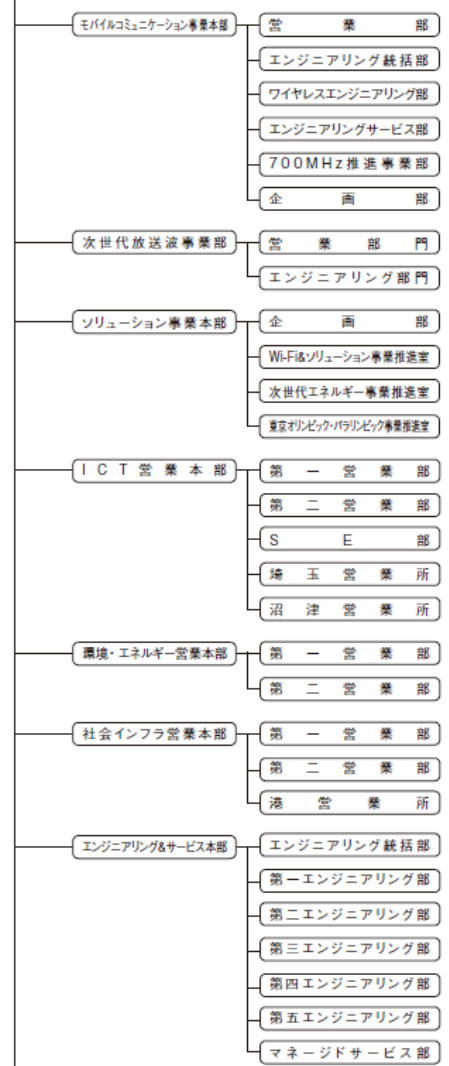 モバイルコミュニケーション事業本部
営業部
エンジニアリング統括部
ワイヤレスエンジニアリング部
エンジニアリングサービス部
700MHz推進事業部
企画部
次世代放送波事業部
営業部門
エンジニアリング部門
ソリューション事業本部
企画部
Wi-Fi&ソリューション事業推進室
次世代エネルギー事業推進室
東京オリンピック・パラリンピック事業推進室
ICT営業本部
第一営業部
第二営業部
SE部
埼玉営業所
沼津営業所
環境・エネルギー営業本部
第一営業部
第二営業部
社会インフラ営業本部
第一営業部
第二営業部
港営業所
エンジニアリング&サービス本部
エンジニアリング統括部
第一エンジニアリング部
第二エンジニアリング部
第三エンジニアリング部
第四エンジニアリング部
第五エンジニアリング部
マネージドサービス部